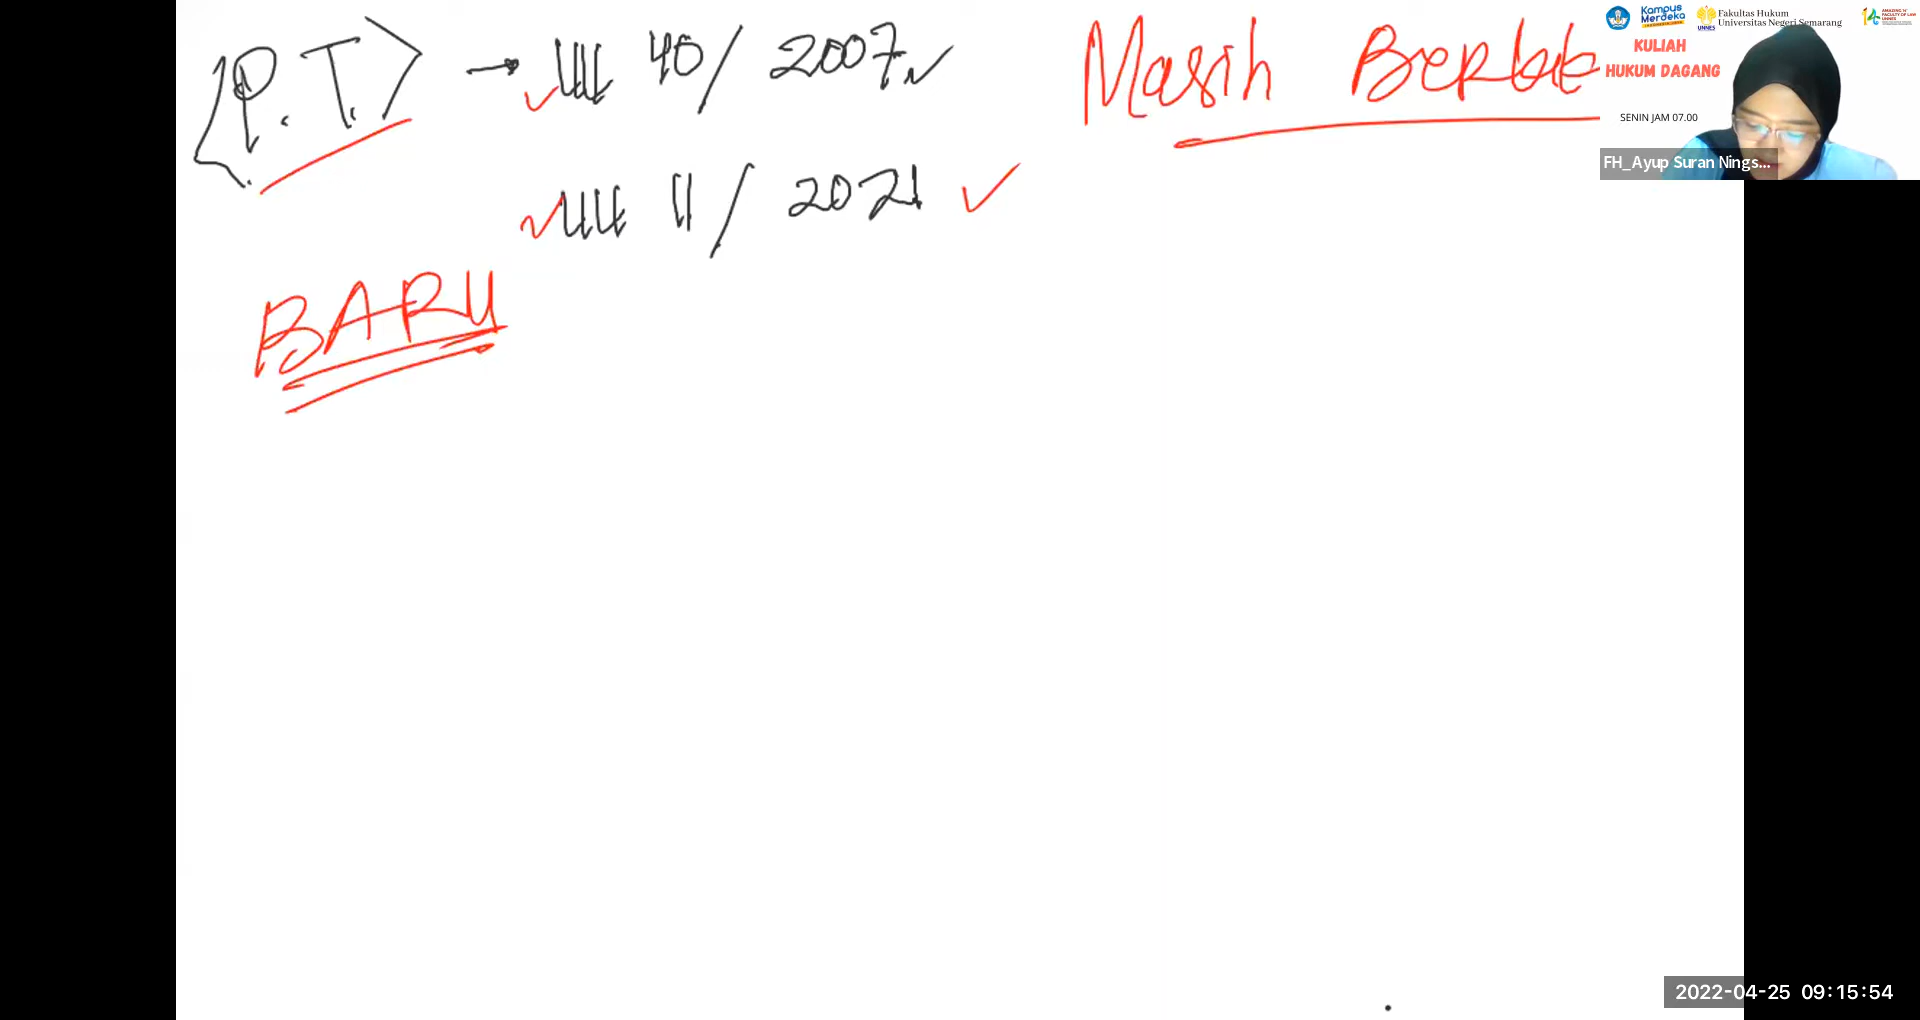 <P.T.> → UU 40 / 2007
Masih
UU 11 / 2021
BARU
Kampus
Merdeka
Fakultas Hukum
Universitas Negeri Semarang
UNNES
KULIAH
HUKUM DAGANG
SENIN JAM 07.00
FH_Ayup Suran Nings...
2022-04-25 09:15:54